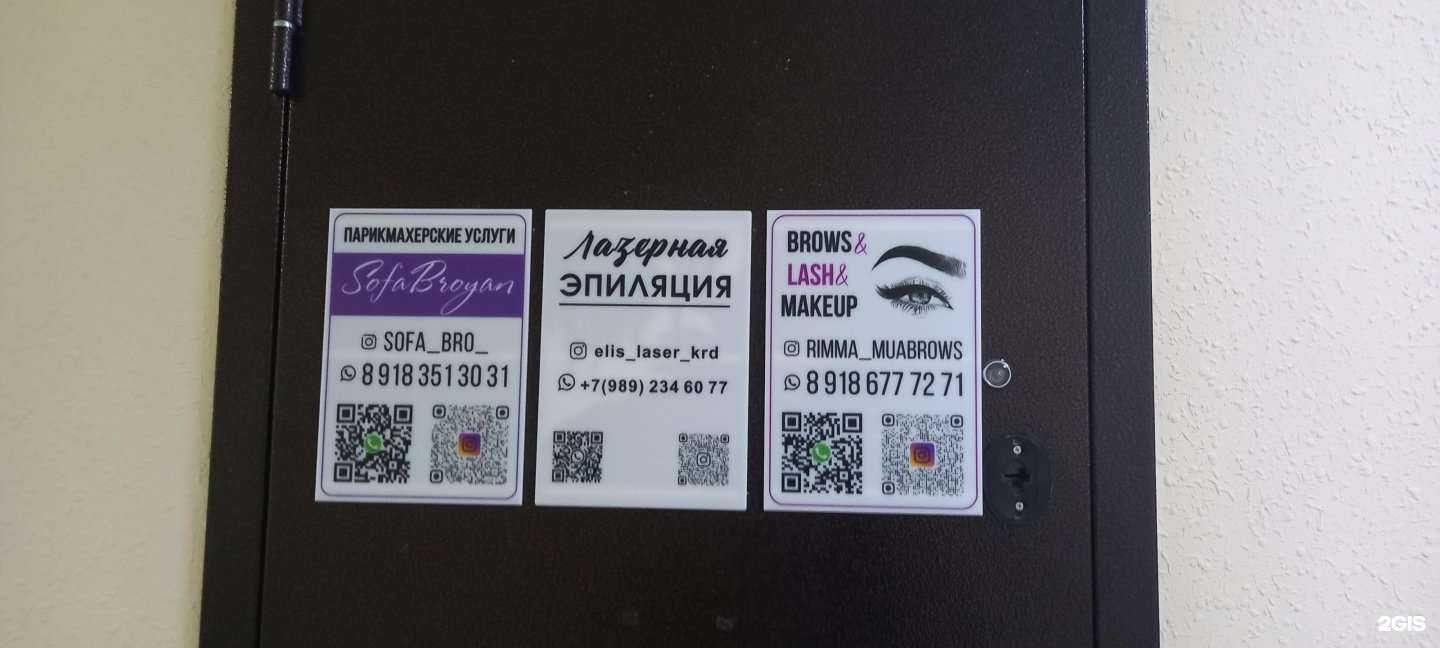 ПАРИКМАХЕРСКИЕ УСЛУГИ
SofaBroyan
SOFA_BRO_
8 918 351 30 31
Лазерная
ЭПИЛЯЦИЯ
elis_laser_krd
+7(989) 234 60 77
BROWS&
LASH&
MAKEUP
RIMMA_MUABROWS
8 918 677 72 71
2GIS